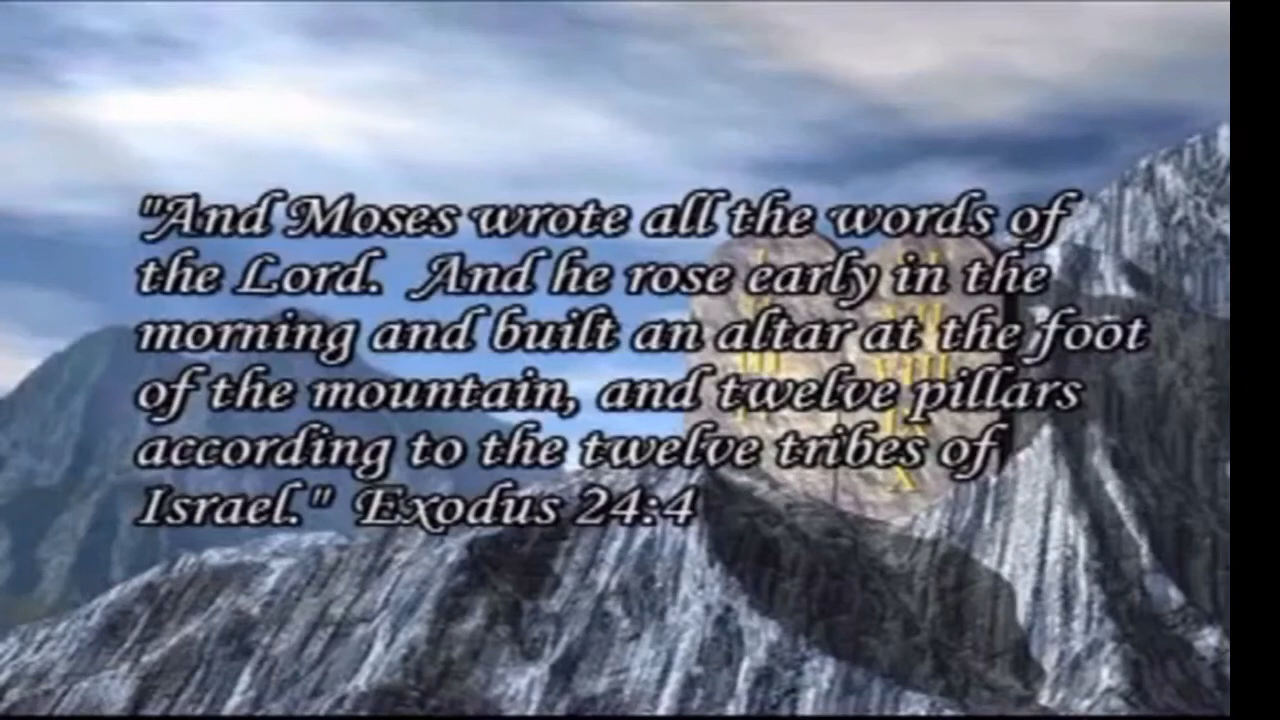 "And Moses wrote all the words of
the Lord.  And he rose early in the
morning and built an altar at the foot
of the mountain, and twelve pillars
according to the twelve tribes of
Israel."  Exodus 24:4